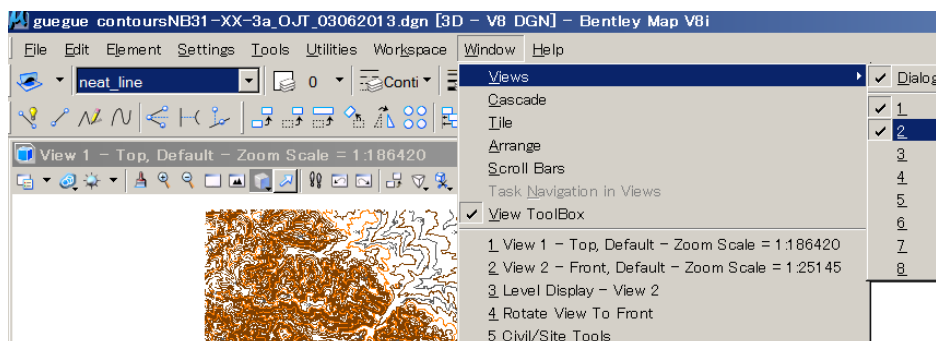 guegue contoursNB31-XX-3a_OJT_03062013.dgn [3D - V8 DGN] - Bentley Map V8i
File Edit Element Settings Tools Utilities Workspace Window Help
neat_line 0 Conti
Views
Dialog
Cascade
Tile
Arrange
Scroll Bars
Task Navigation in Views
View ToolBox
1
2
3
4
5
6
7
8
View 1 - Top, Default - Zoom Scale = 1:186420
1 View 1 - Top, Default - Zoom Scale = 1:186420
2 View 2 - Front, Default - Zoom Scale = 1:25145
3 Level Display - View 2
4 Rotate View To Front
5 Civil/Site Tools